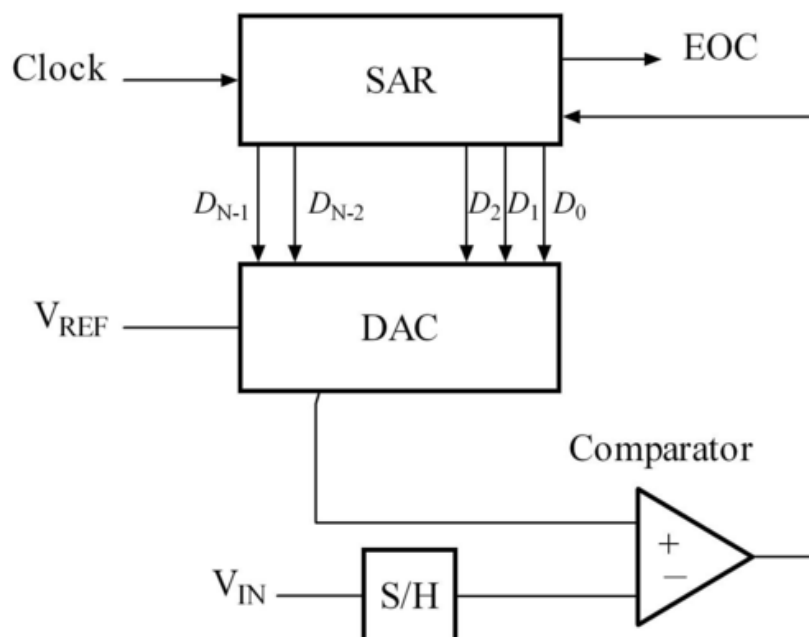 Clock
SAR
EOC
D_{N-1} D_{N-2} D_2 D_1 D_0
V_{REF}
DAC
Comparator
+
−
V_{IN}
S/H